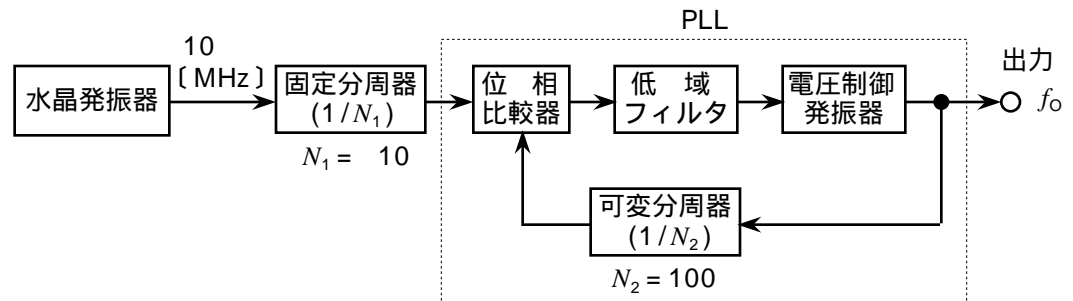 PLL
10
〔MHz〕
水晶発振器
固定分周器
(1/N₁)
N₁ = 10
位 相
比較器
低 域
フィルタ
電圧制御
発振器
出力
fₒ
可変分周器
(1/N₂)
N₂ = 100